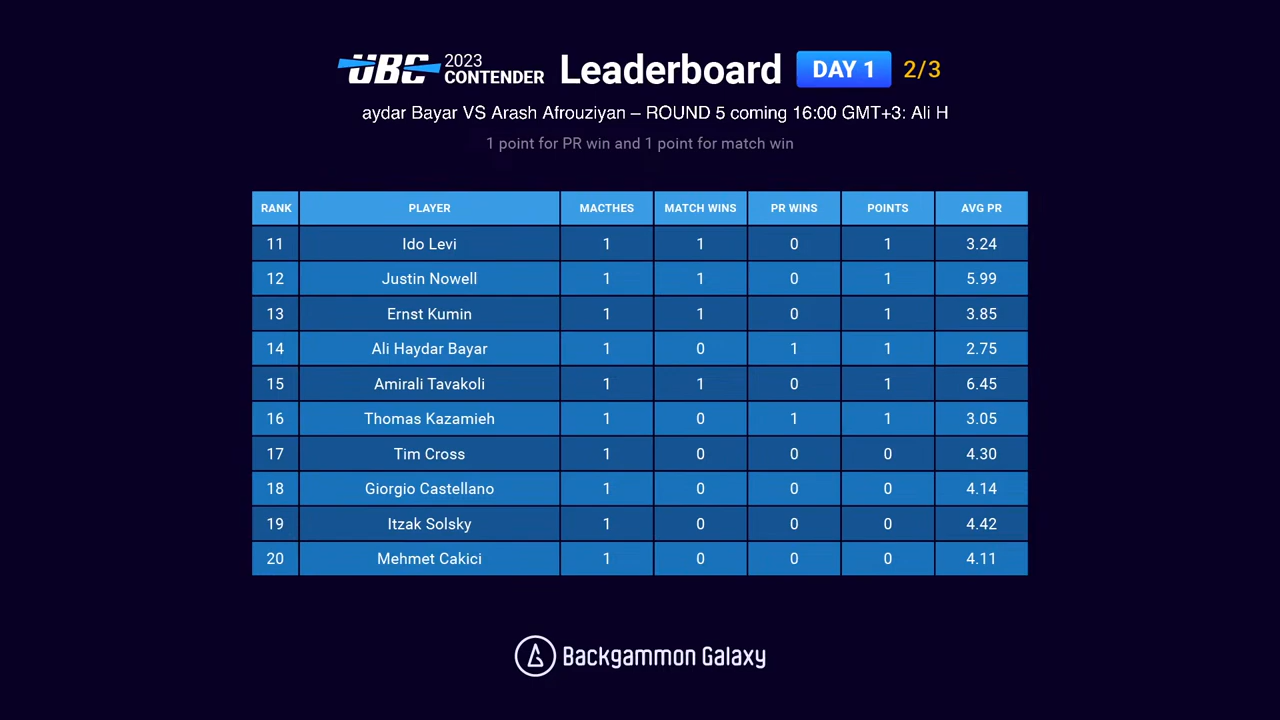 UBC 2023 CONTENDER Leaderboard DAY 1 2/3
aydar Bayar VS Arash Afrouziyan – ROUND 5 coming 16:00 GMT+3: Ali H
1 point for PR win and 1 point for match win
RANK PLAYER MACTHES MATCH WINS PR WINS POINTS AVG PR
11 Ido Levi 1 1 0 1 3.24
12 Justin Nowell 1 1 0 1 5.99
13 Ernst Kumin 1 1 0 1 3.85
14 Ali Haydar Bayar 1 0 1 1 2.75
15 Amirali Tavakoli 1 1 0 1 6.45
16 Thomas Kazamieh 1 0 1 1 3.05
17 Tim Cross 1 0 0 0 4.30
18 Giorgio Castellano 1 0 0 0 4.14
19 Itzak Solsky 1 0 0 0 4.42
20 Mehmet Cakici 1 0 0 0 4.11
Backgammon Galaxy